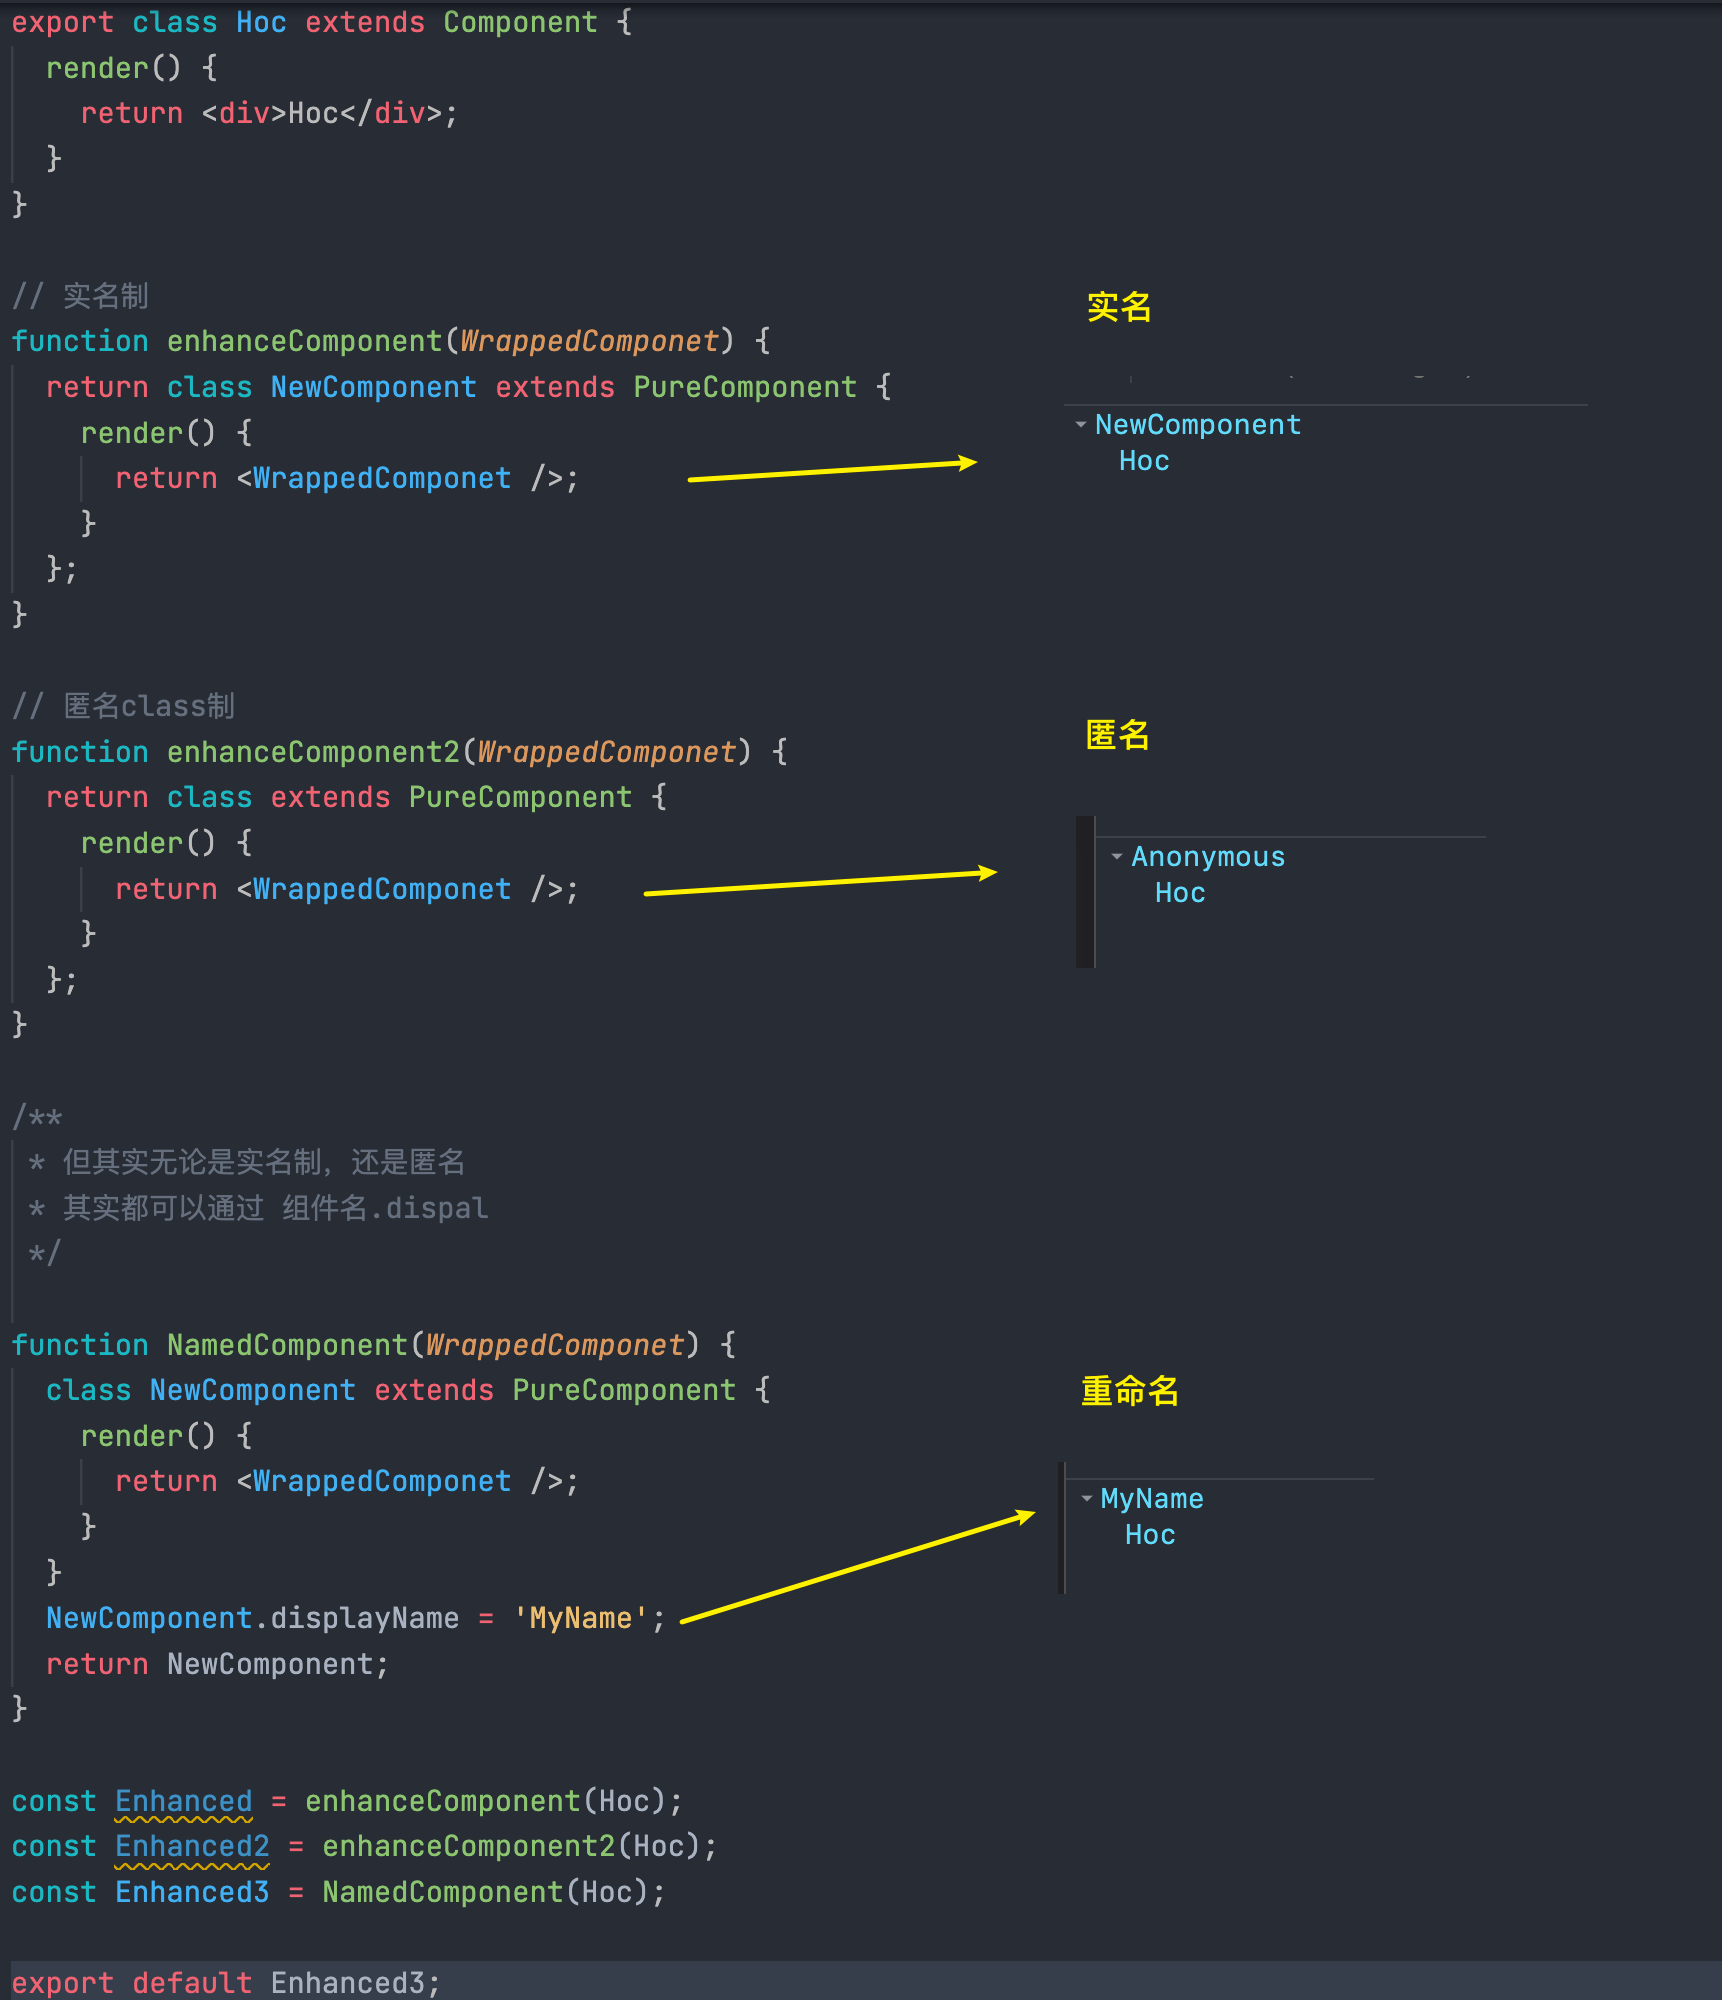 export class Hoc extends Component {
render() {
return <div>Hoc</div>;
}
}
// 实名制
实名
function enhanceComponent(WrappedComponet) {
return class NewComponent extends PureComponent {
NewComponent
render() {
Hoc
return <WrappedComponet />;
}
};
}
// 匿名class制
匿名
function enhanceComponent2(WrappedComponet) {
return class extends PureComponent {
render() {
Anonymous
return <WrappedComponet />;
Hoc
}
};
}
/**
* 但其实无论是实名制，还是匿名
* 其实都可以通过 组件名.dispal
*/
function NamedComponent(WrappedComponet) {
class NewComponent extends PureComponent {
重命名
render() {
return <WrappedComponet />;
MyName
}
Hoc
}
NewComponent.displayName = 'MyName';
return NewComponent;
}
const Enhanced = enhanceComponent(Hoc);
const Enhanced2 = enhanceComponent2(Hoc);
const Enhanced3 = NamedComponent(Hoc);
export default Enhanced3;